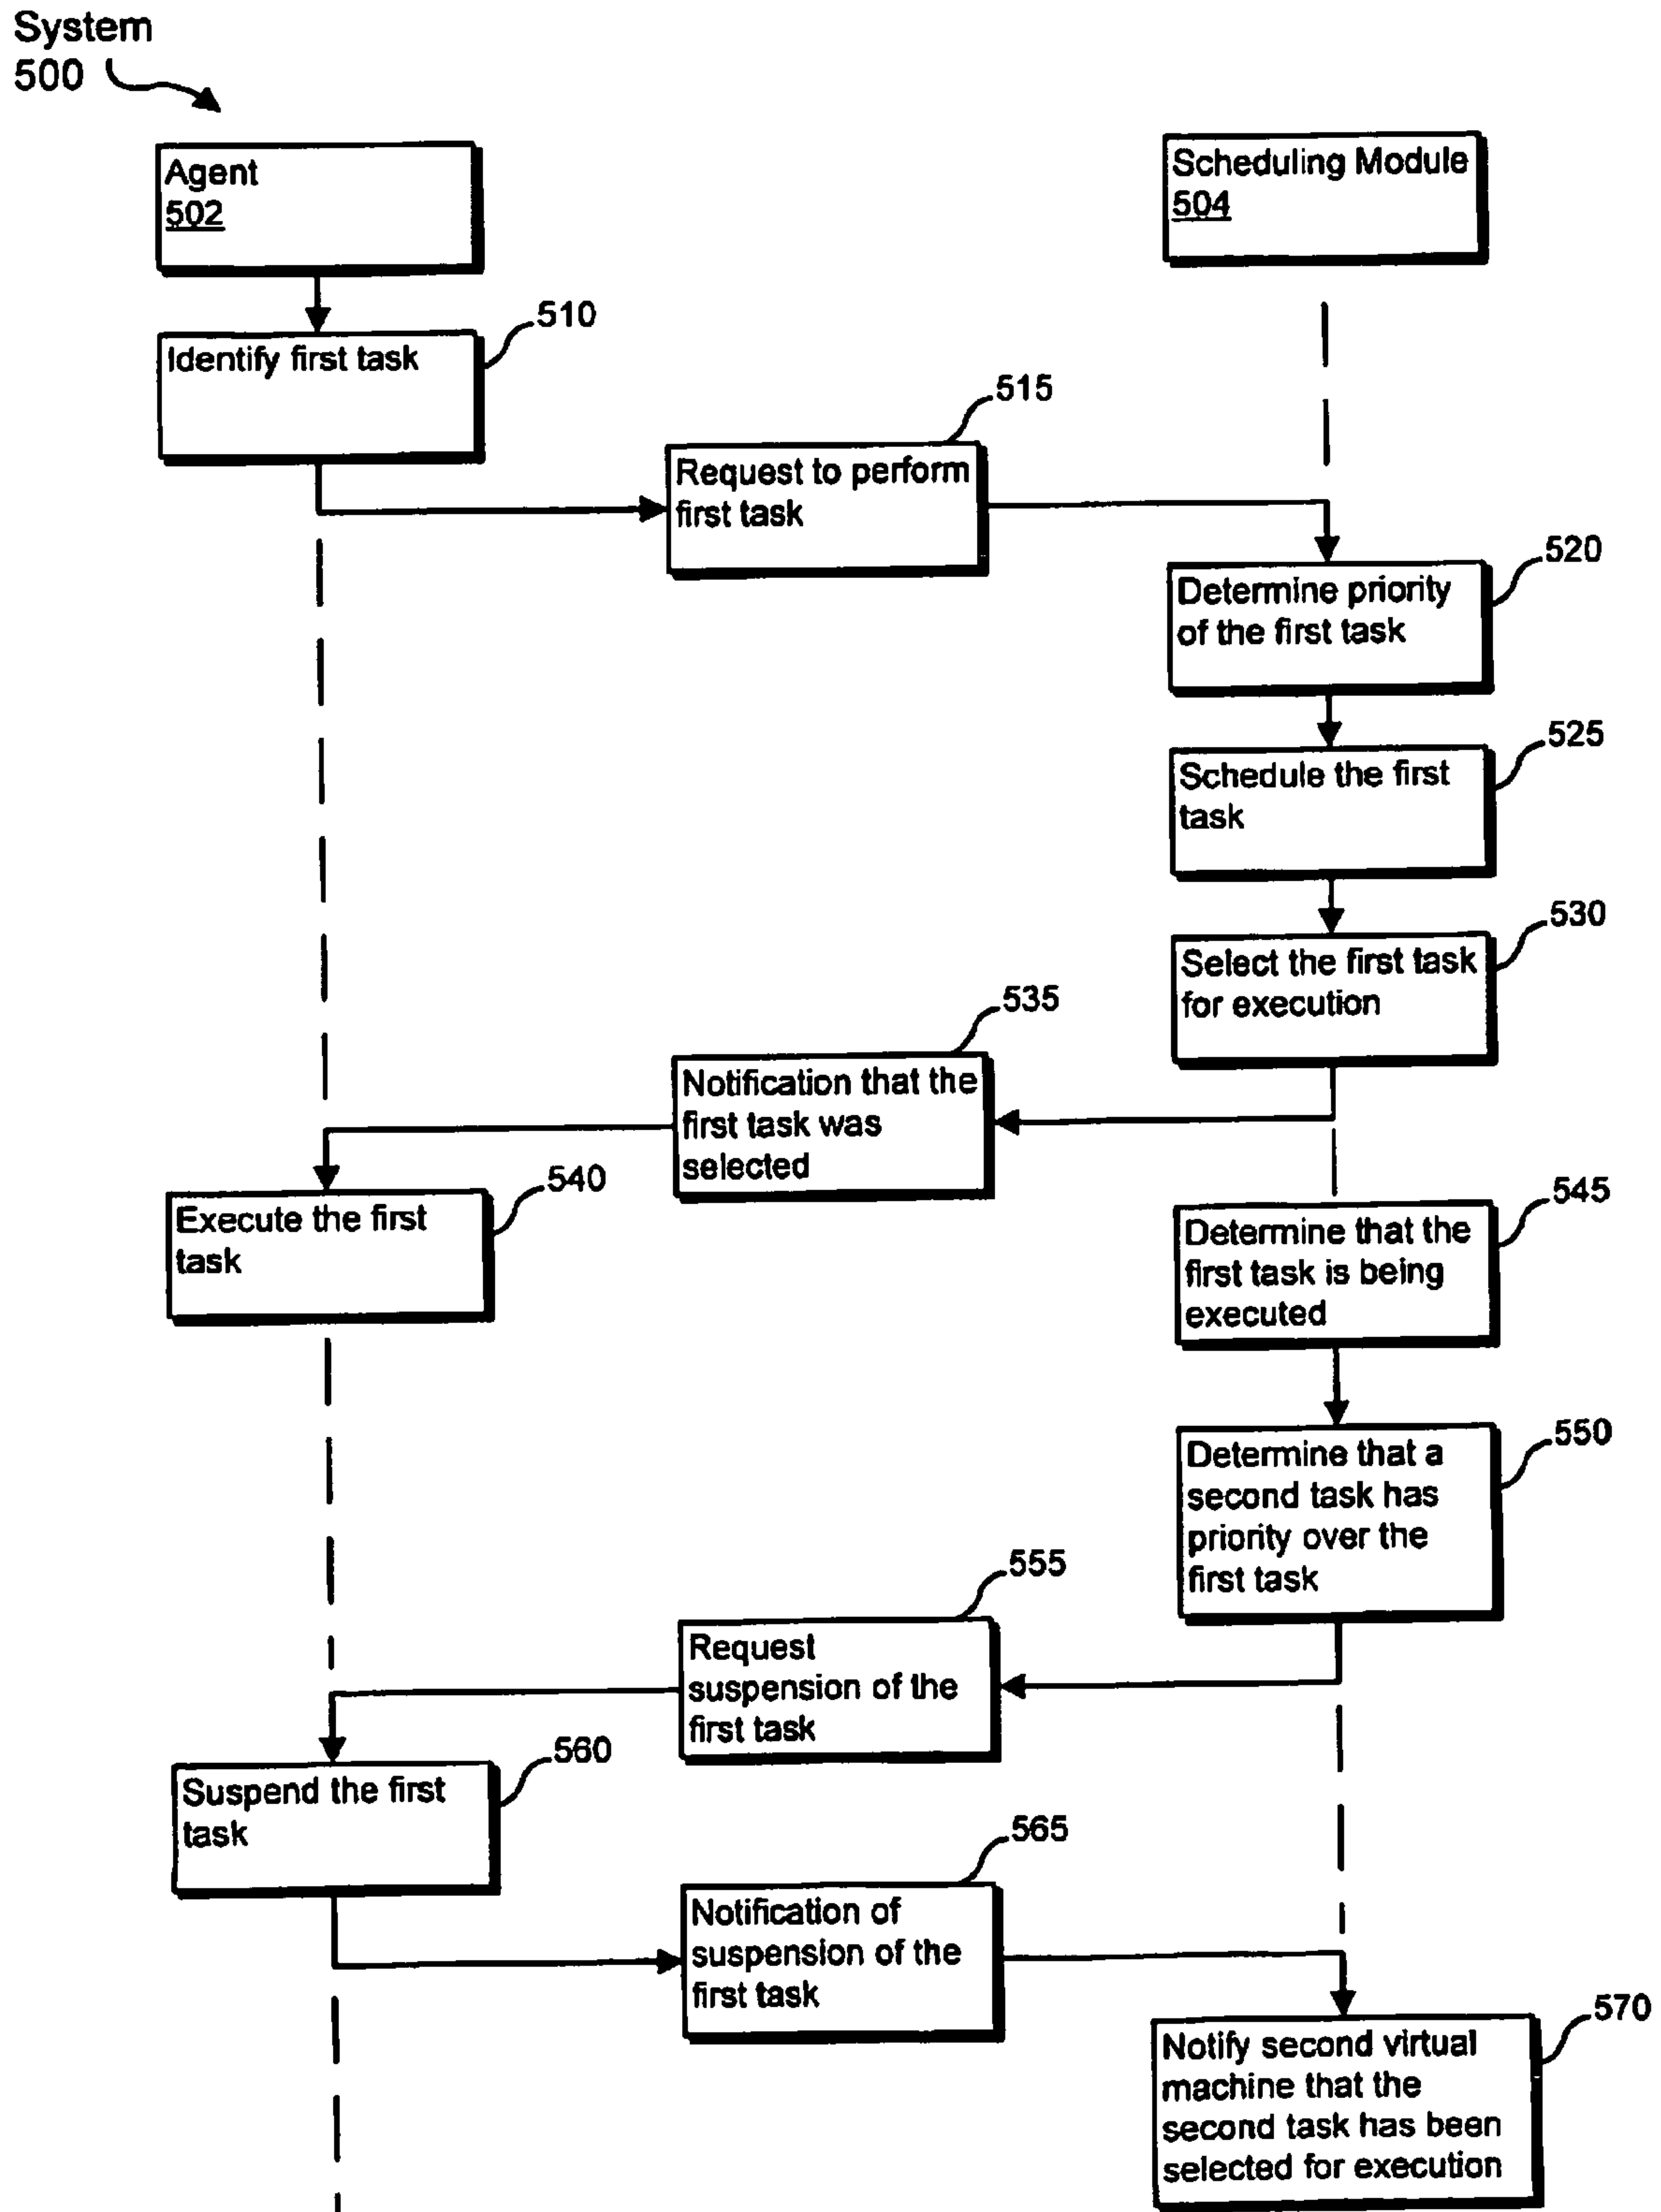 System
500
Agent
502
Scheduling Module
504
510
Identify first task
515
Request to perform
first task
520
Determine priority
of the first task
525
Schedule the first
task
530
Select the first task
for execution
535
Notification that the
first task was
selected
540
Execute the first
task
545
Determine that the
first task is being
executed
550
Determine that a
second task has
priority over the
first task
555
Request
suspension of the
first task
560
Suspend the first
task
565
Notification of
suspension of the
first task
570
Notify second virtual
machine that the
second task has been
selected for execution